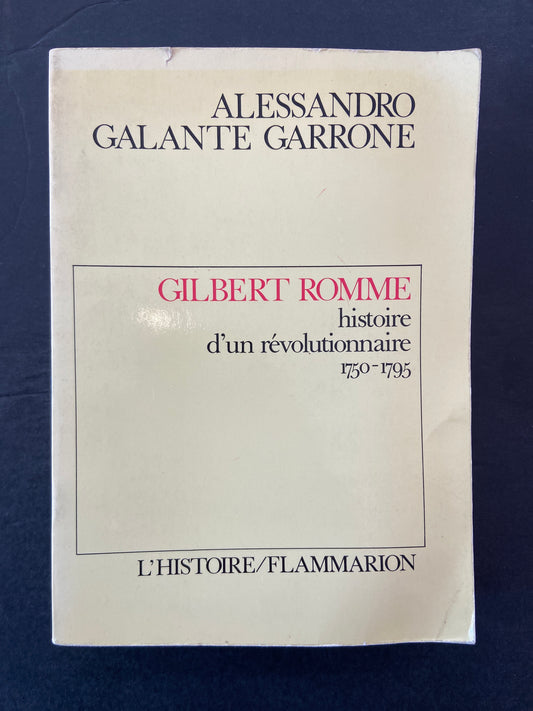 ALESSANDRO
GALANTE GARRONE
GILBERT ROMME
histoire
d'un révolutionnaire
1750-1795
L'HISTOIRE/FLAMMARION